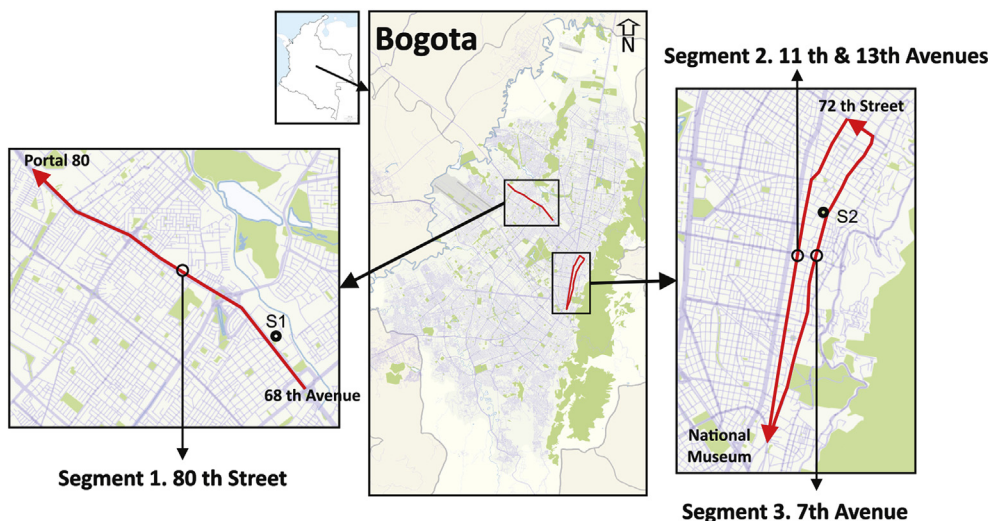 Bogota
N
Segment 2. 11 th & 13th Avenues
72 th Street
Portal 80
S2
S1
68 th Avenue
National
Museum
Segment 1. 80 th Street
Segment 3. 7th Avenue